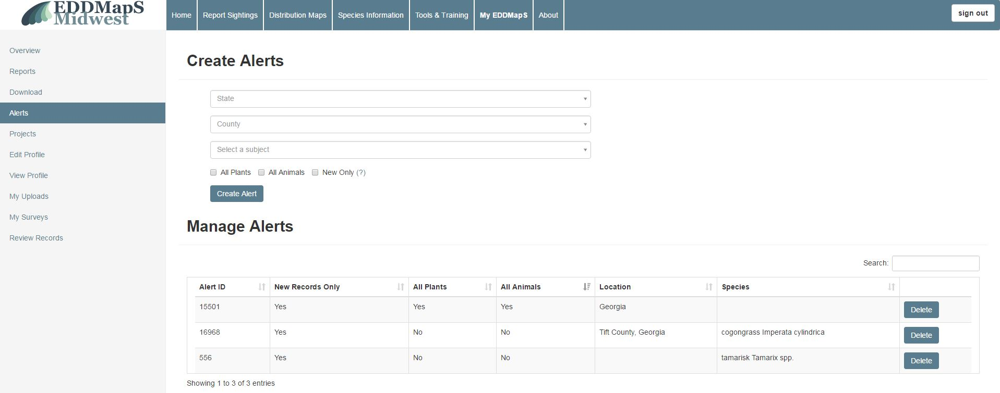 EDDMapS
Midwest
Home Report Sightings Distribution Maps Species Information Tools & Training My EDDMapS About sign out
Overview
Reports
Download
Alerts
Projects
Edit Profile
View Profile
My Uploads
My Surveys
Review Records
Create Alerts
State
County
Select a subject
All Plants All Animals New Only (?)
Create Alert
Manage Alerts
Search:
Alert ID New Records Only All Plants All Animals Location Species
15501 Yes Yes Yes Georgia Delete
16968 Yes No No Tift County, Georgia cogongrass Imperata cylindrica Delete
556 Yes No No tamarisk Tamarix spp. Delete
Showing 1 to 3 of 3 entries